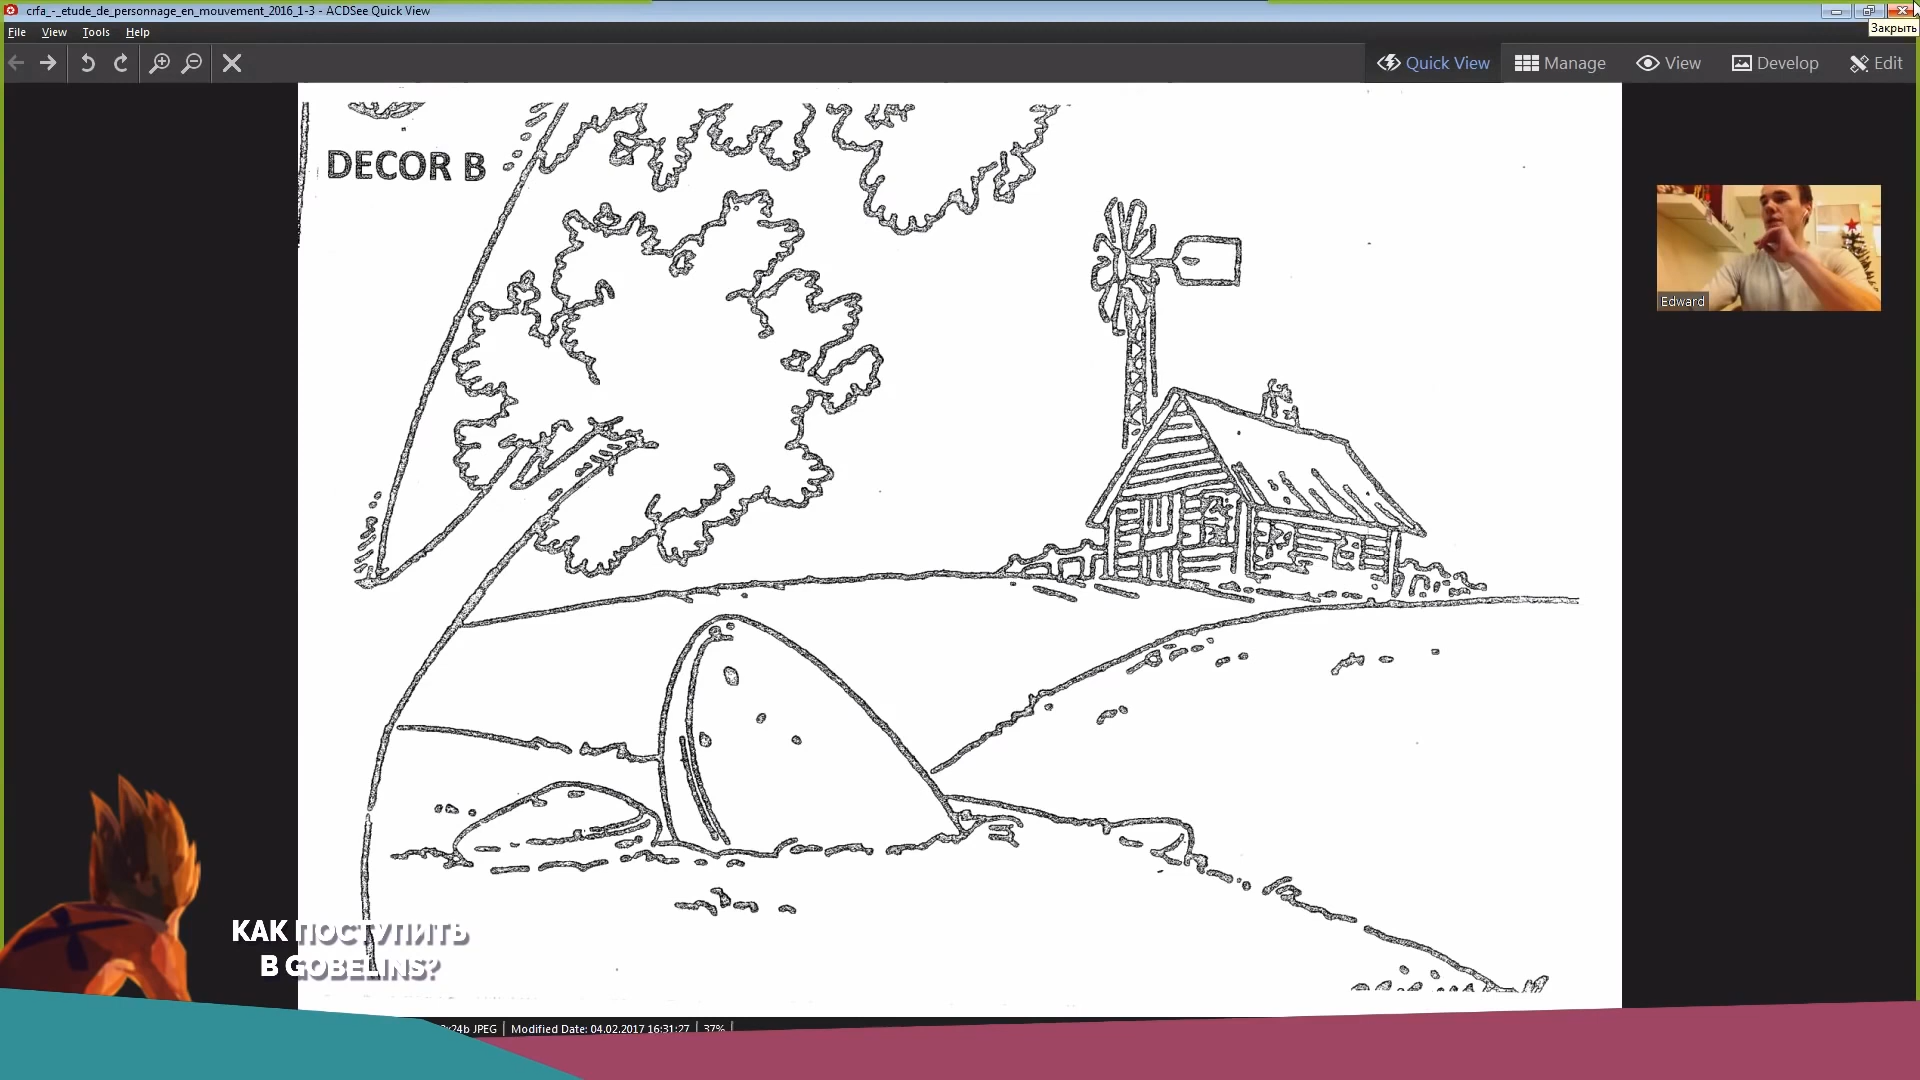 crfa_-_etude_de_personnage_en_mouvement_2016_1-3 - ACDSee Quick View
Закрыть
File View Tools Help
Quick View Manage View Develop Edit
DECOR B
Edward
КАК ПОСТУПИТЬ
В GOBELINS?
x24b JPEG Modified Date: 04.02.2017 16:31:27 37%